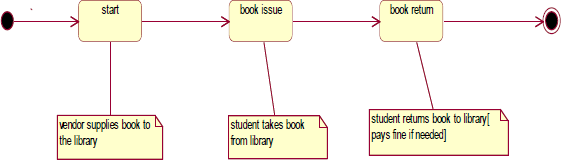 start
book issue
book return
vendor supplies book to
the library
student takes book
from library
student returns book to library[
pays fine if needed]